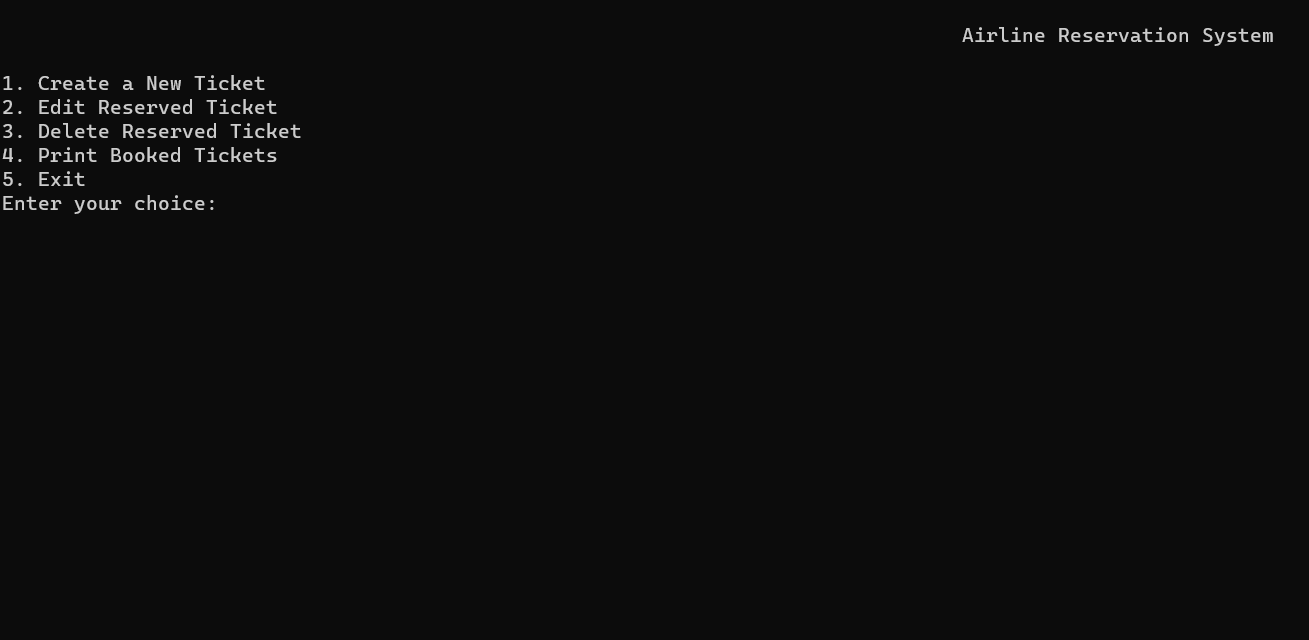 Airline Reservation System
1. Create a New Ticket
2. Edit Reserved Ticket
3. Delete Reserved Ticket
4. Print Booked Tickets
5. Exit
Enter your choice: